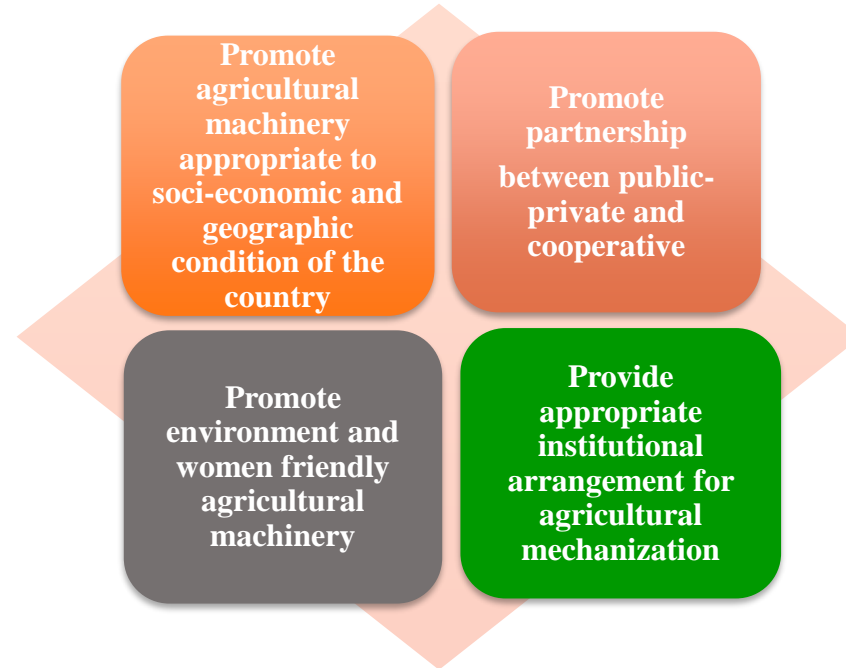 Promote
agricultural
machinery
appropriate to
soci-economic and
geographic
condition of the
country
Promote
partnership
between public-
private and
cooperative
Promote
environment and
women friendly
agricultural
machinery
Provide
appropriate
institutional
arrangement for
agricultural
mechanization